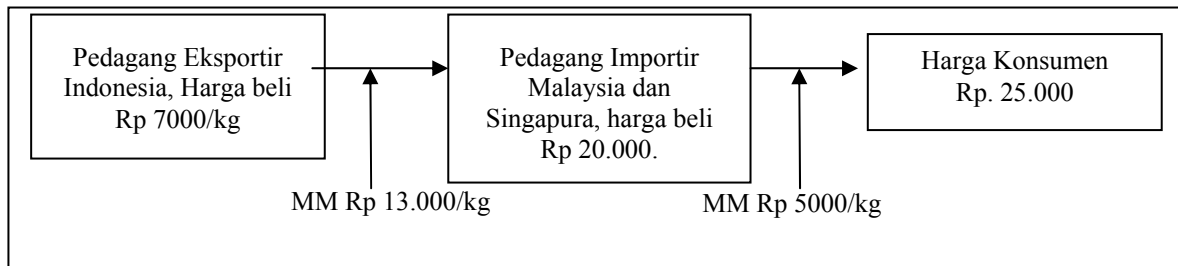 Pedagang Eksportir
Indonesia, Harga beli
Rp 7000/kg
Pedagang Importir
Malaysia dan
Singapura, harga beli
Rp 20.000.
Harga Konsumen
Rp. 25.000
MM Rp 13.000/kg
MM Rp 5000/kg